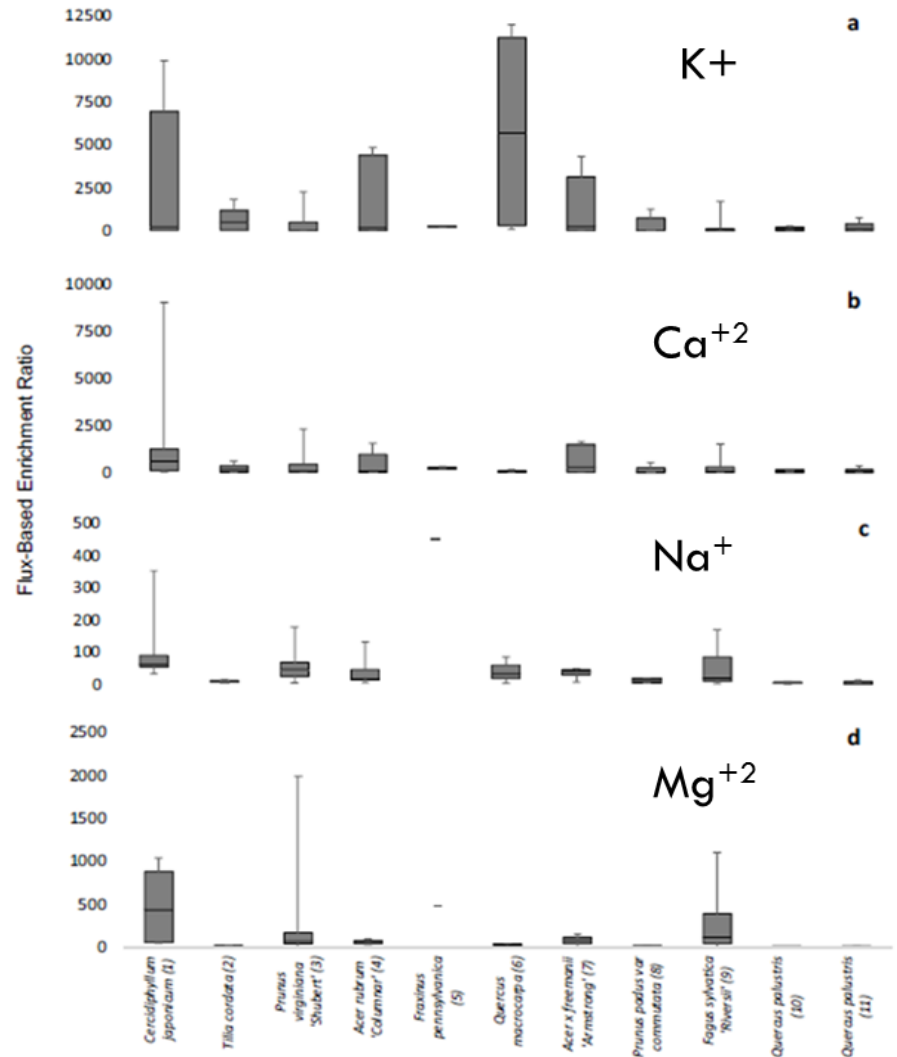 12500
a
10000
K+
7500
5000
2500
0
10000
b
7500
Ca+2
5000
2500
0
Flux-Based Enrichment Ratio
500
c
400
Na+
300
200
100
0
2500
d
2000
Mg+2
1500
1000
500
0
Cercidiphyllum
japonicum (1)
Tilia cordata (2)
Prunus
virginiana
'Shubert' (3)
Acer rubrum
'Columnar' (4)
Fraxinus
pennsylvanica
(5)
Quercus
macrocarpa (6)
Acer x freemanii
'Armstrong' (7)
Prunus padus var
commutata (8)
Fagus sylvatica
'Riversii' (9)
Quercus palustris
(10)
Quercus palustris
(11)